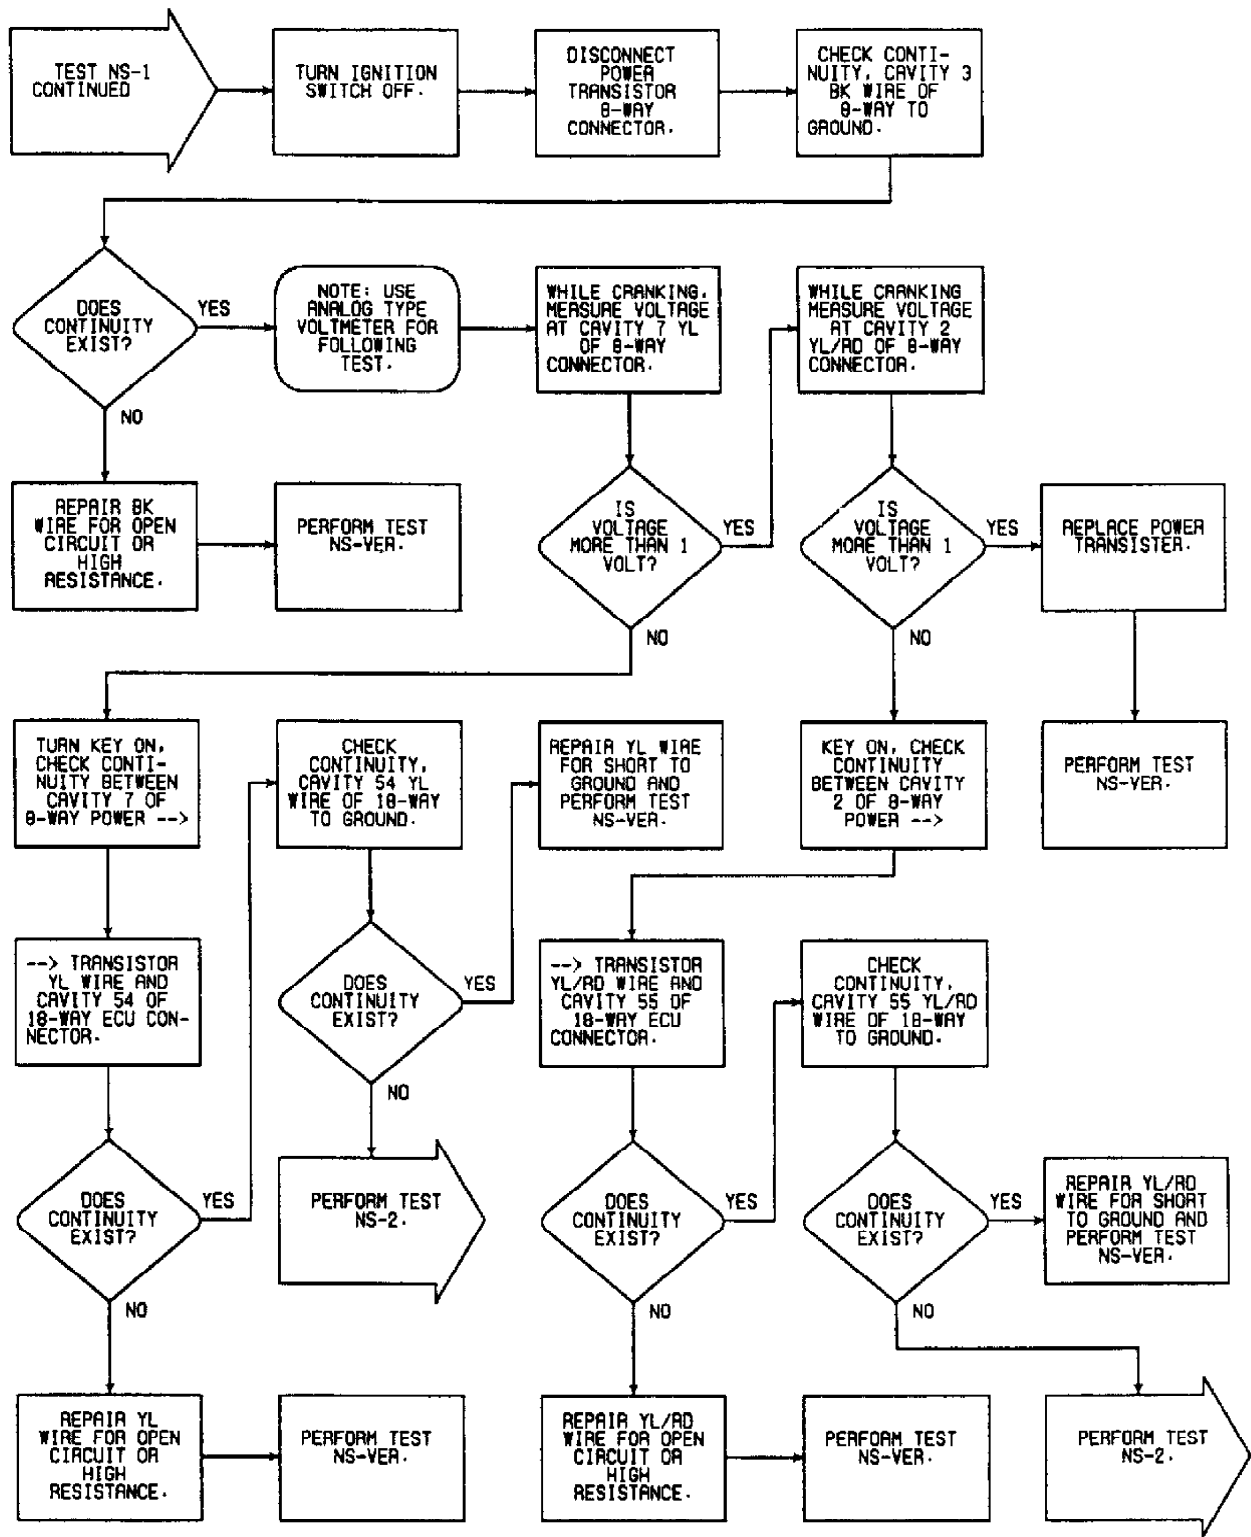 TEST NS-1
CONTINUED
TURN IGNITION
SWITCH OFF.
DISCONNECT
POWER
TRANSISTOR
8-WAY
CONNECTOR.
CHECK CONTI-
NUITY, CAVITY 3
BK WIRE OF
8-WAY TO
GROUND.
DOES
CONTINUITY
EXIST?
YES
NO
NOTE: USE
ANALOG TYPE
VOLTMETER FOR
FOLLOWING
TEST.
WHILE CRANKING,
MEASURE VOLTAGE
AT CAVITY 7 YL
OF 8-WAY
CONNECTOR.
WHILE CRANKING
MEASURE VOLTAGE
AT CAVITY 2
YL/RD OF 8-WAY
CONNECTOR.
REPAIR BK
WIRE FOR OPEN
CIRCUIT OR
HIGH
RESISTANCE.
PERFORM TEST
NS-VER.
IS
VOLTAGE
MORE THAN 1
VOLT?
YES
NO
IS
VOLTAGE
MORE THAN 1
VOLT?
YES
NO
REPLACE POWER
TRANSISTER.
TURN KEY ON,
CHECK CONTI-
NUITY BETWEEN
CAVITY 7 OF
8-WAY POWER -->
CHECK
CONTINUITY,
CAVITY 54 YL
WIRE OF 18-WAY
TO GROUND.
REPAIR YL WIRE
FOR SHORT TO
GROUND AND
PERFORM TEST
NS-VER.
KEY ON, CHECK
CONTINUITY
BETWEEN CAVITY
2 OF 8-WAY
POWER -->
PERFORM TEST
NS-VER.
--> TRANSISTOR
YL WIRE AND
CAVITY 54 OF
18-WAY ECU CON-
NECTOR.
DOES
CONTINUITY
EXIST?
YES
NO
--> TRANSISTOR
YL/RD WIRE AND
CAVITY 55 OF
18-WAY ECU
CONNECTOR.
CHECK
CONTINUITY,
CAVITY 55 YL/RD
WIRE OF 18-WAY
TO GROUND.
DOES
CONTINUITY
EXIST?
YES
NO
PERFORM TEST
NS-2.
DOES
CONTINUITY
EXIST?
YES
NO
DOES
CONTINUITY
EXIST?
YES
NO
REPAIR YL/RD
WIRE FOR SHORT
TO GROUND AND
PERFORM TEST
NS-VER.
REPAIR YL
WIRE FOR OPEN
CIRCUIT OR
HIGH
RESISTANCE.
PERFORM TEST
NS-VER.
REPAIR YL/RD
WIRE FOR OPEN
CIRCUIT OR
HIGH
RESISTANCE.
PERFORM TEST
NS-VER.
PERFORM TEST
NS-2.